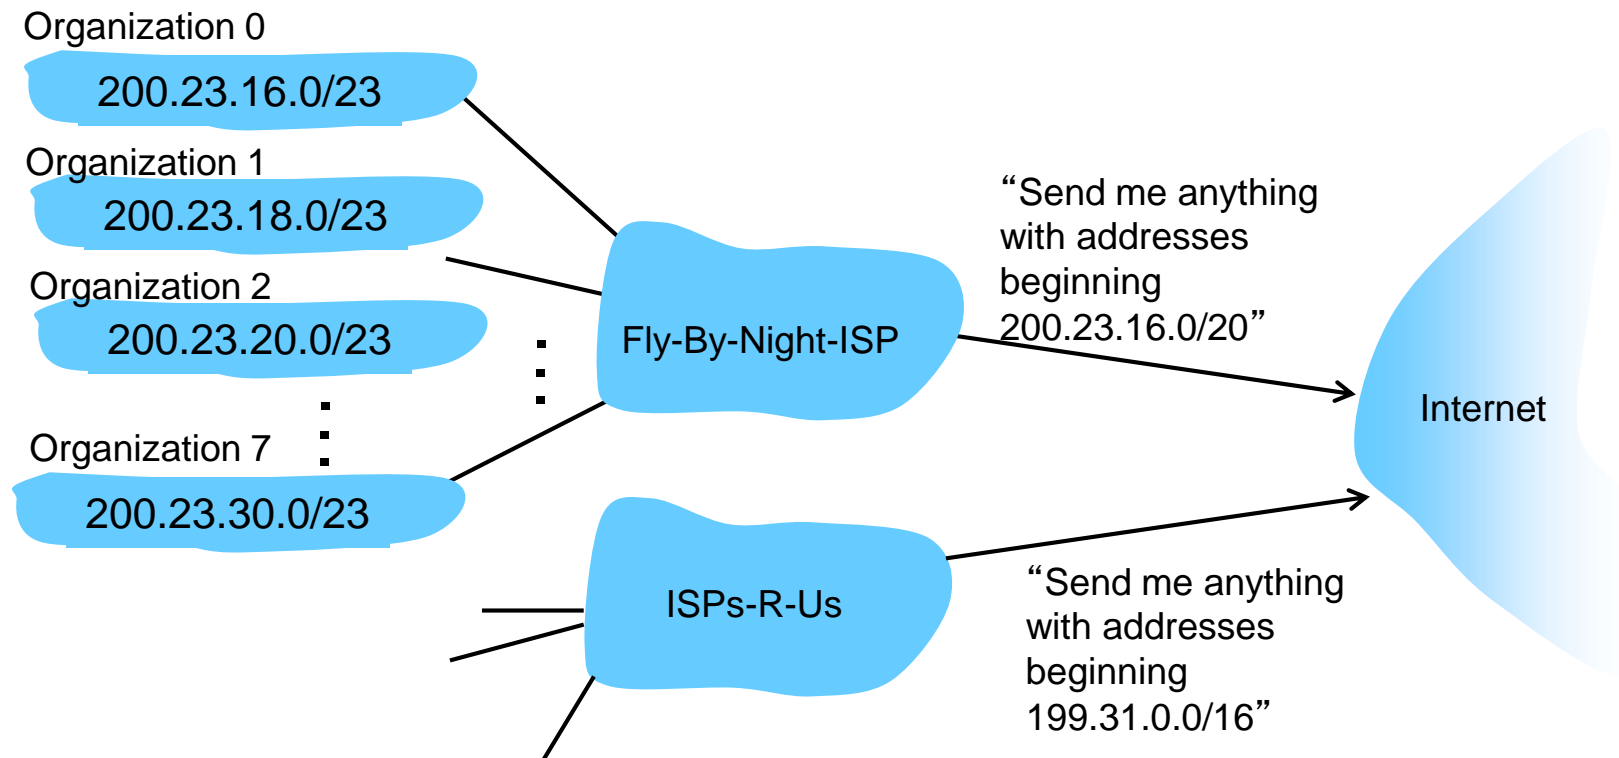 Organization 0
200.23.16.0/23
Organization 1
200.23.18.0/23
Organization 2
200.23.20.0/23
Organization 7
200.23.30.0/23
Fly-By-Night-ISP
“Send me anything
with addresses
beginning
200.23.16.0/20”
Internet
ISPs-R-Us
“Send me anything
with addresses
beginning
199.31.0.0/16”